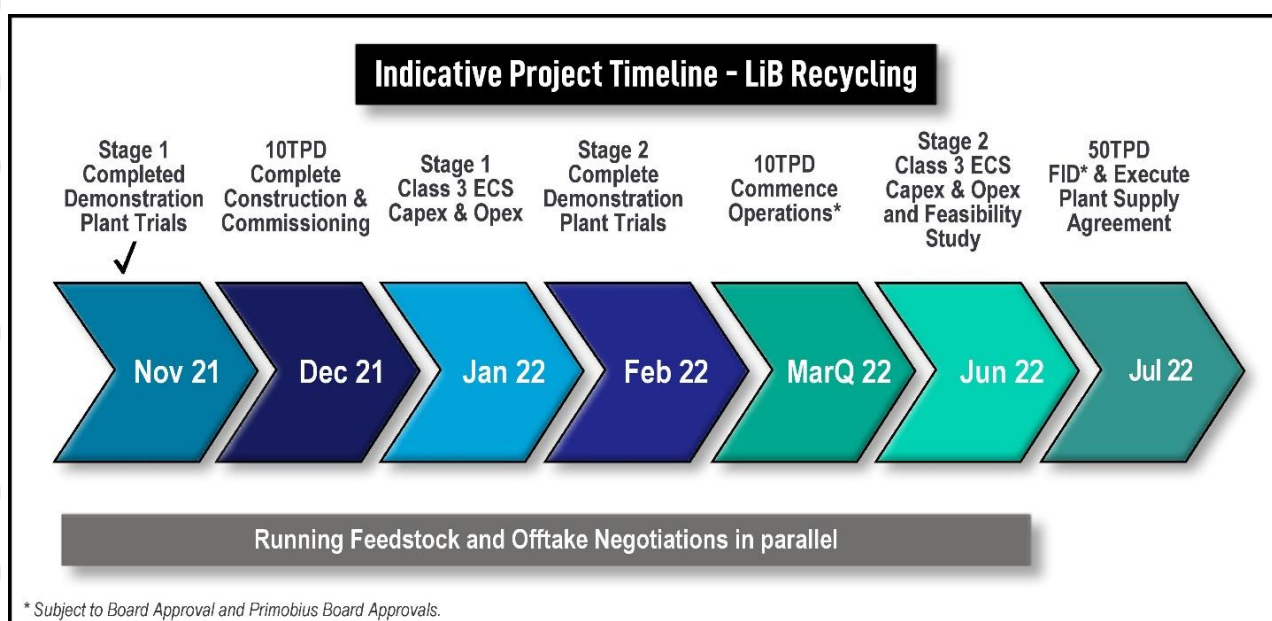 Indicative Project Timeline - LiB Recycling
Stage 1
Completed
Demonstration
Plant Trials
10TPD
Complete
Construction &
Commissioning
Stage 1
Class 3 ECS
Capex & Opex
Stage 2
Complete
Demonstration
Plant Trials
10TPD
Commence
Operations*
Stage 2
Class 3 ECS
Capex & Opex
and Feasibility
Study
50TPD
FID* & Execute
Plant Supply
Agreement
Nov 21
Dec 21
Jan 22
Feb 22
MarQ 22
Jun 22
Jul 22
Running Feedstock and Offtake Negotiations in parallel
* Subject to Board Approval and Primobius Board Approvals.